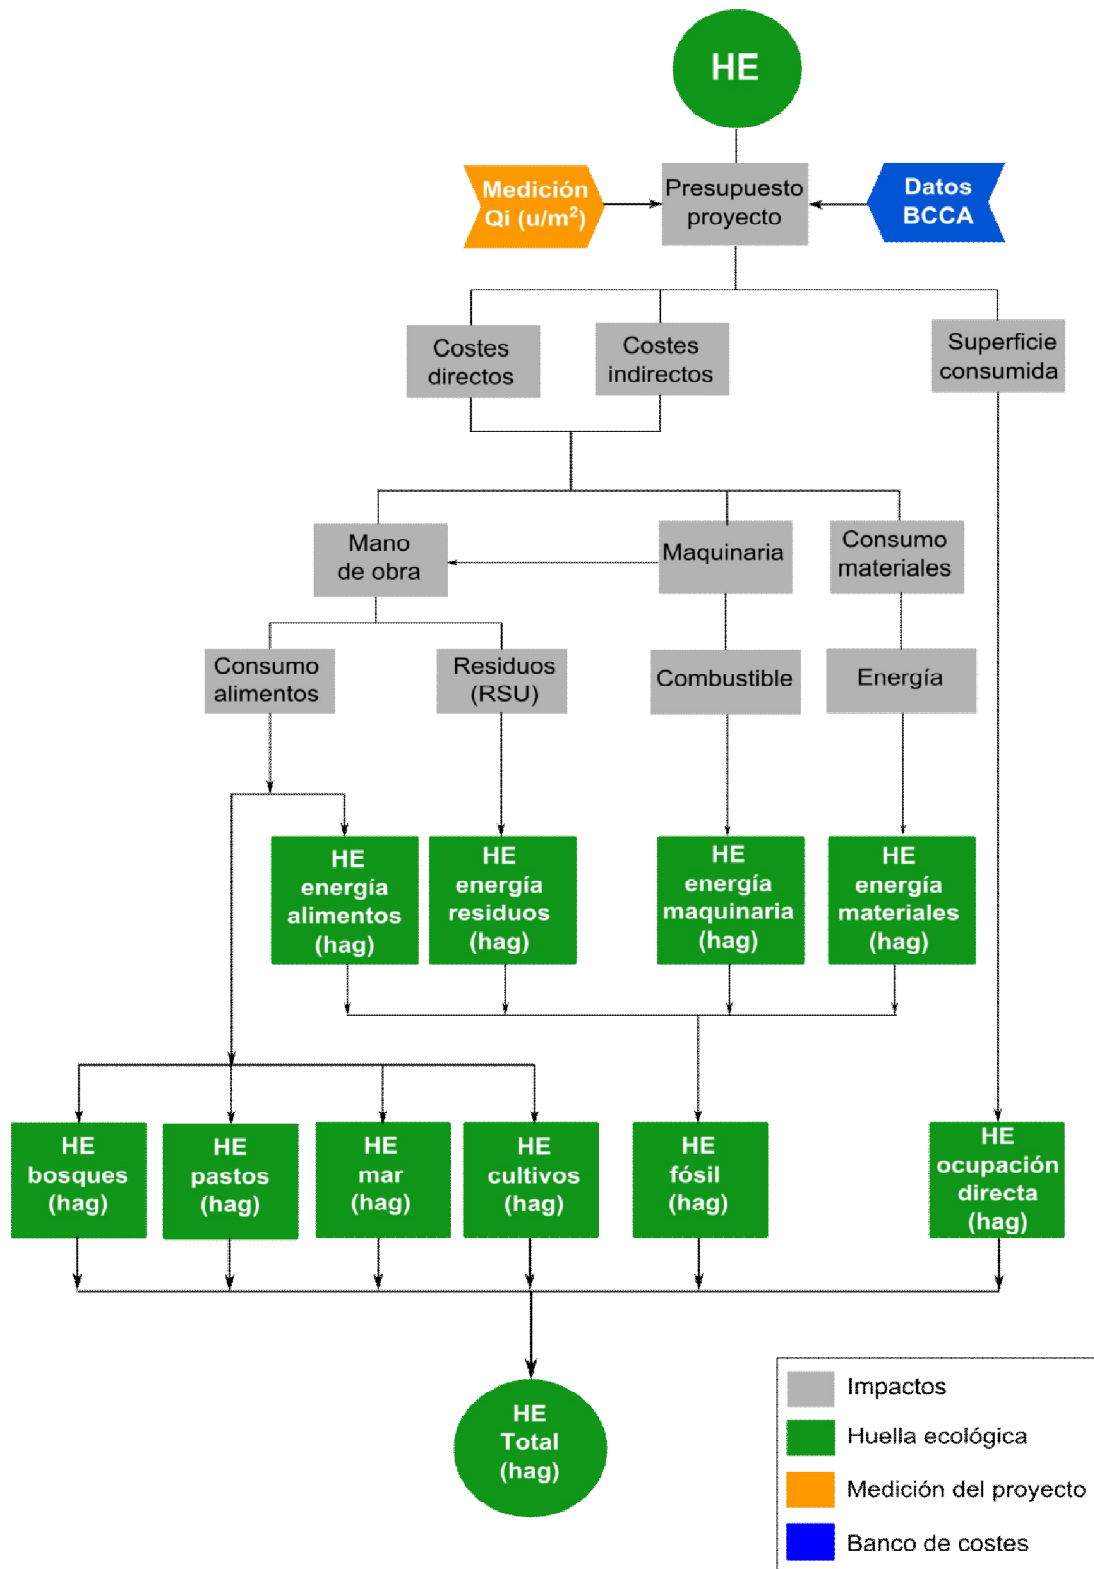 HE
Medición
Qi (u/m²)
Presupuesto
proyecto
Datos
BCCA
Costes
directos
Costes
indirectos
Superficie
consumida
Mano
de obra
Maquinaria
Consumo
materiales
Consumo
alimentos
Residuos
(RSU)
Combustible
Energía
HE
energía
alimentos
(hag)
HE
energía
residuos
(hag)
HE
energía
maquinaria
(hag)
HE
energía
materiales
(hag)
HE
bosques
(hag)
HE
pastos
(hag)
HE
mar
(hag)
HE
cultivos
(hag)
HE
fósil
(hag)
HE
ocupación
directa
(hag)
HE
Total
(hag)
Impactos
Huella ecológica
Medición del proyecto
Banco de costes